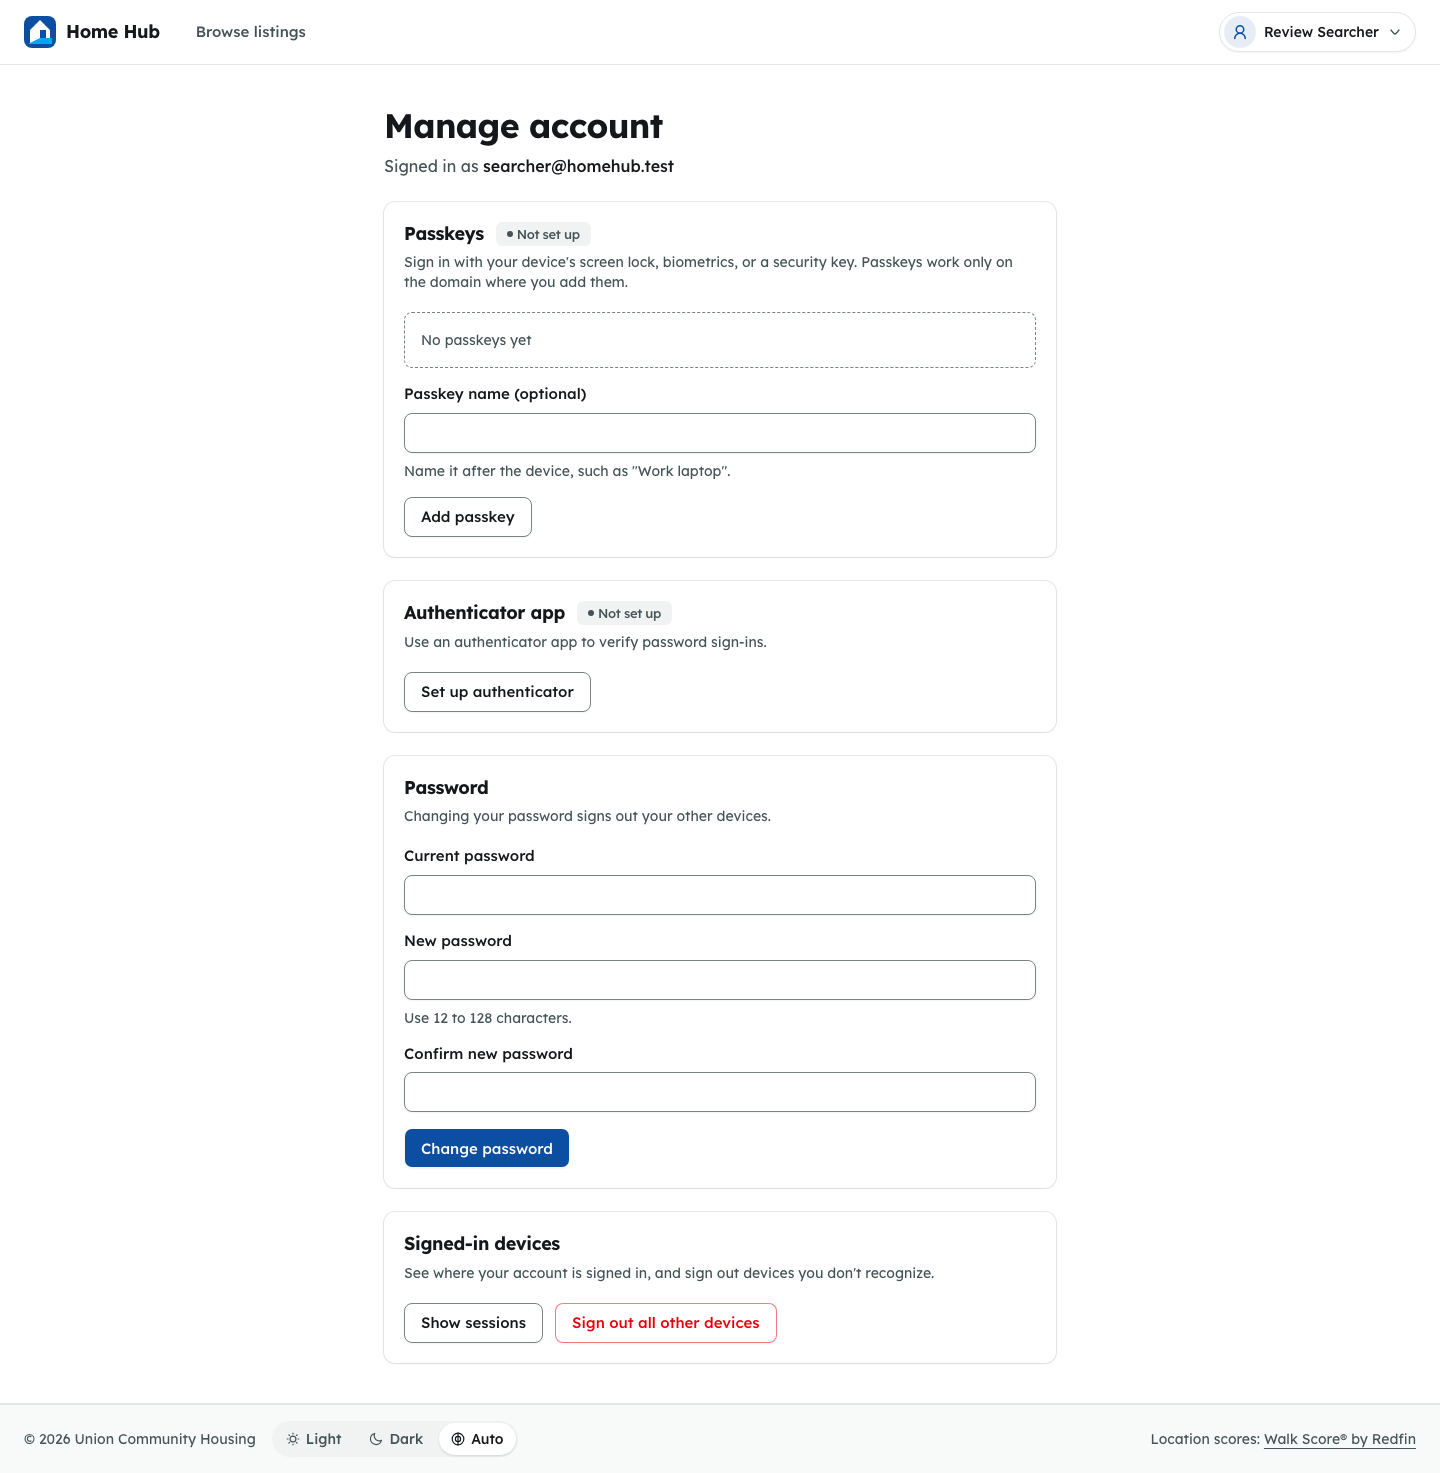 Home Hub
Browse listings
Review Searcher
Manage account
Signed in as searcher@homehub.test
Passkeys
Not set up
Sign in with your device's screen lock, biometrics, or a security key. Passkeys work only on
the domain where you add them.
No passkeys yet
Passkey name (optional)
Name it after the device, such as "Work laptop".
Add passkey
Authenticator app
Not set up
Use an authenticator app to verify password sign-ins.
Set up authenticator
Password
Changing your password signs out your other devices.
Current password
New password
Use 12 to 128 characters.
Confirm new password
Change password
Signed-in devices
See where your account is signed in, and sign out devices you don't recognize.
Show sessions
Sign out all other devices
© 2026 Union Community Housing
Light
Dark
Auto
Location scores: Walk Score® by Redfin